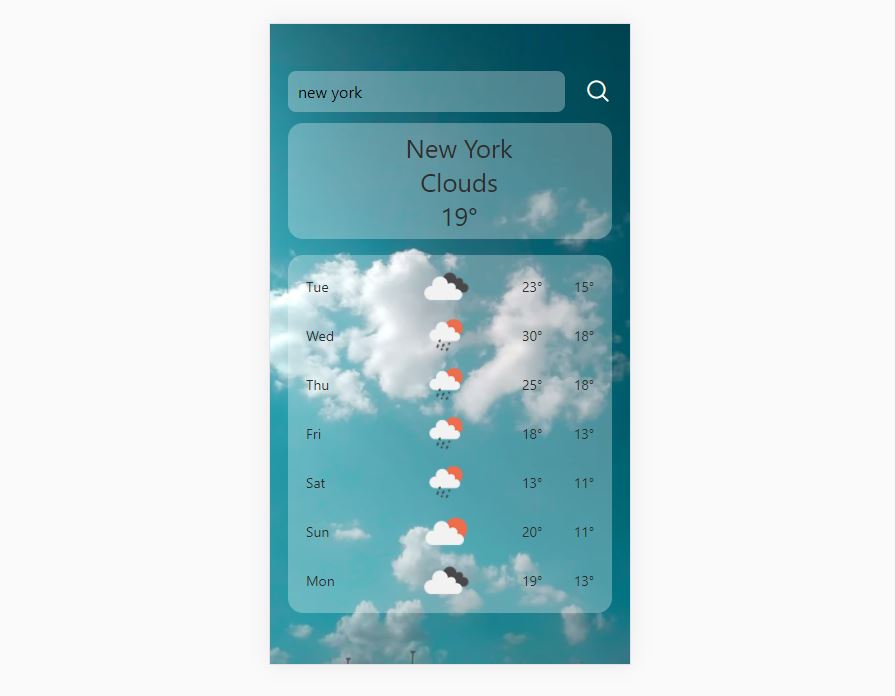 new york
New York
Clouds
19°
Tue 23° 15°
Wed 30° 18°
Thu 25° 18°
Fri 18° 13°
Sat 13° 11°
Sun 20° 11°
Mon 19° 13°